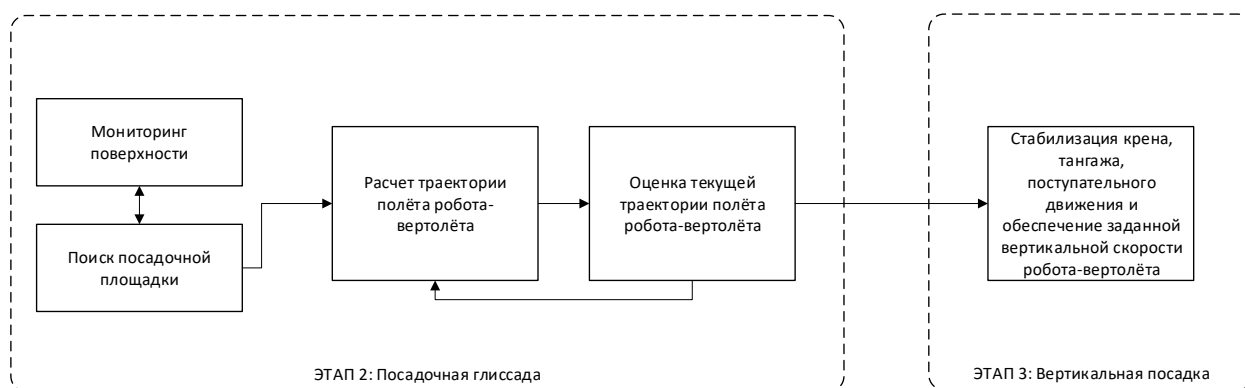 Мониторинг
поверхности
Поиск посадочной
площадки
Расчет траектории
полёта робота-
вертолёта
Оценка текущей
траектории полёта
робота-вертолёта
ЭТАП 2: Посадочная глиссада
Стабилизация крена,
тангажа,
поступательного
движения и
обеспечение заданной
вертикальной скорости
робота-вертолёта
ЭТАП 3: Вертикальная посадка